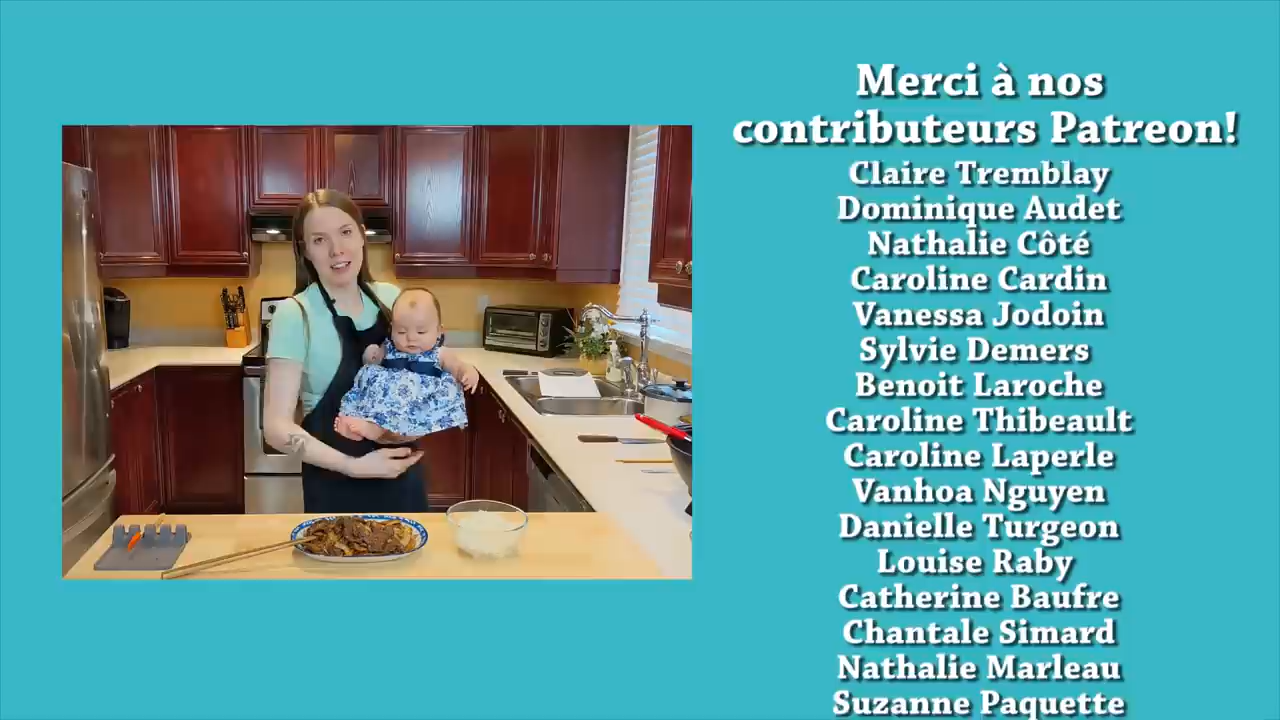 Merci à nos
contributeurs Patreon!
Claire Tremblay
Dominique Audet
Nathalie Côté
Caroline Cardin
Vanessa Jodoin
Sylvie Demers
Benoit Laroche
Caroline Thibeault
Caroline Laperle
Vanhoa Nguyen
Danielle Turgeon
Louise Raby
Catherine Baufre
Chantale Simard
Nathalie Marleau
Suzanne Paquette